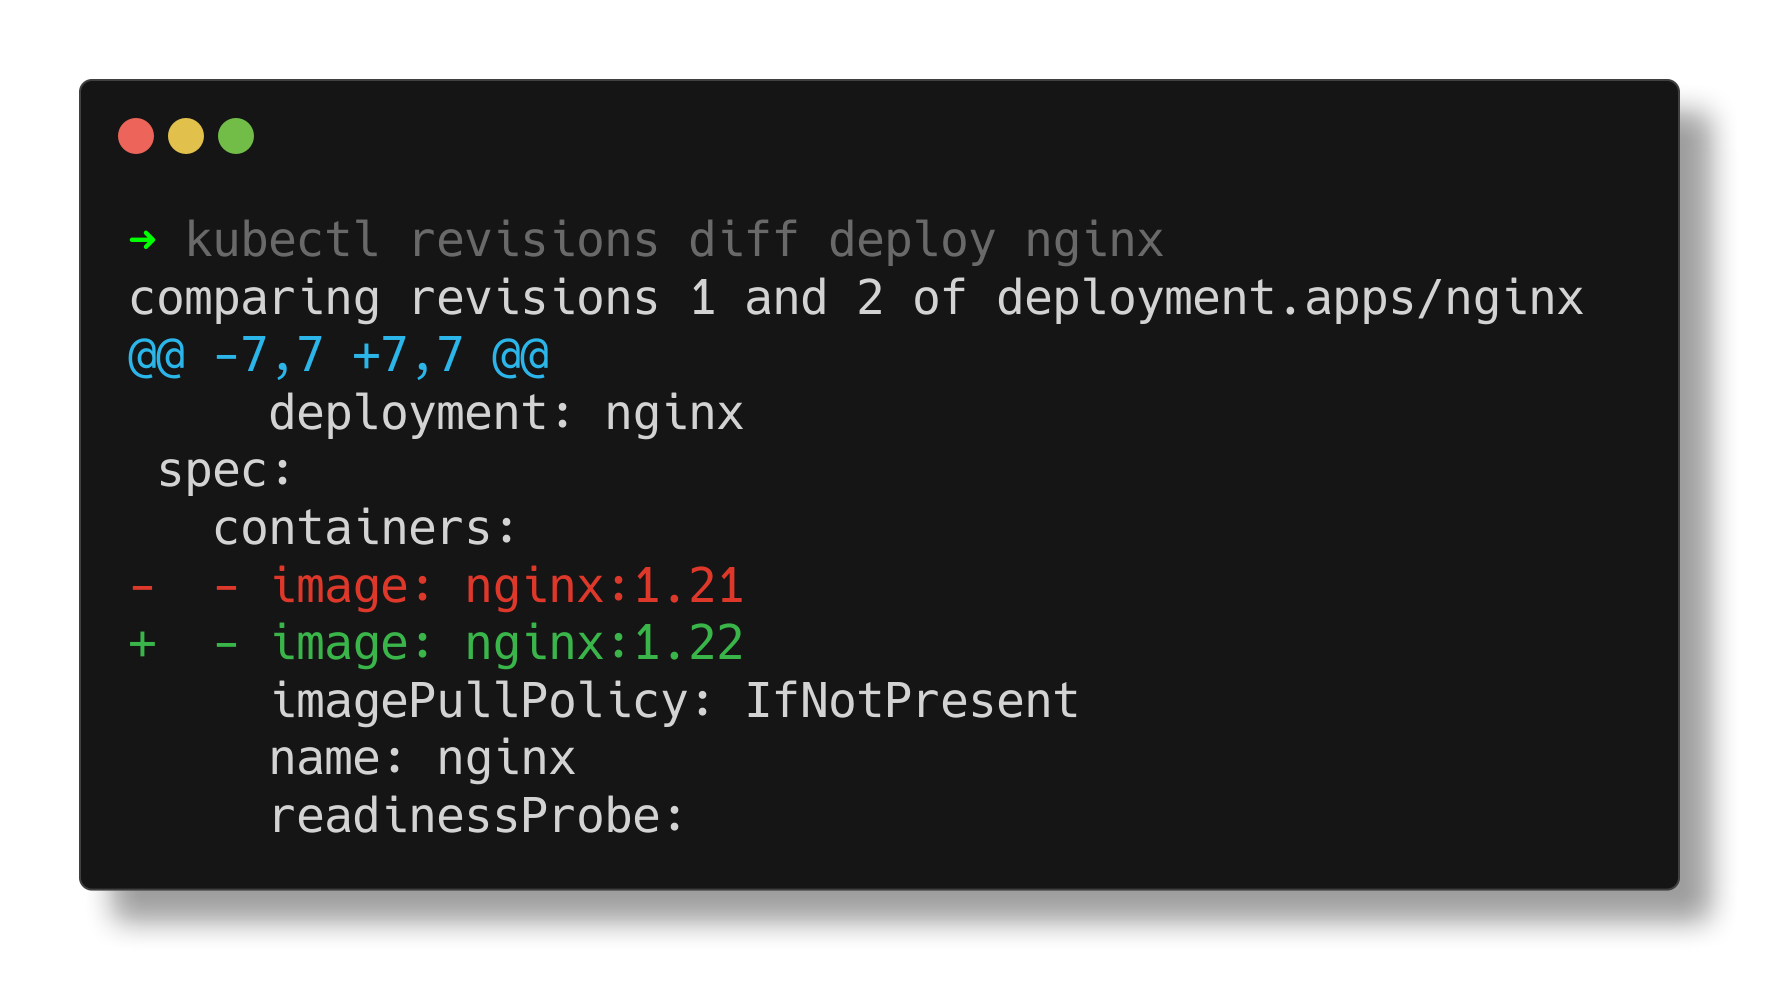 ➜ kubectl revisions diff deploy nginx
comparing revisions 1 and 2 of deployment.apps/nginx
@@ -7,7 +7,7 @@
     deployment: nginx
 spec:
   containers:
-  - image: nginx:1.21
+  - image: nginx:1.22
     imagePullPolicy: IfNotPresent
     name: nginx
     readinessProbe: